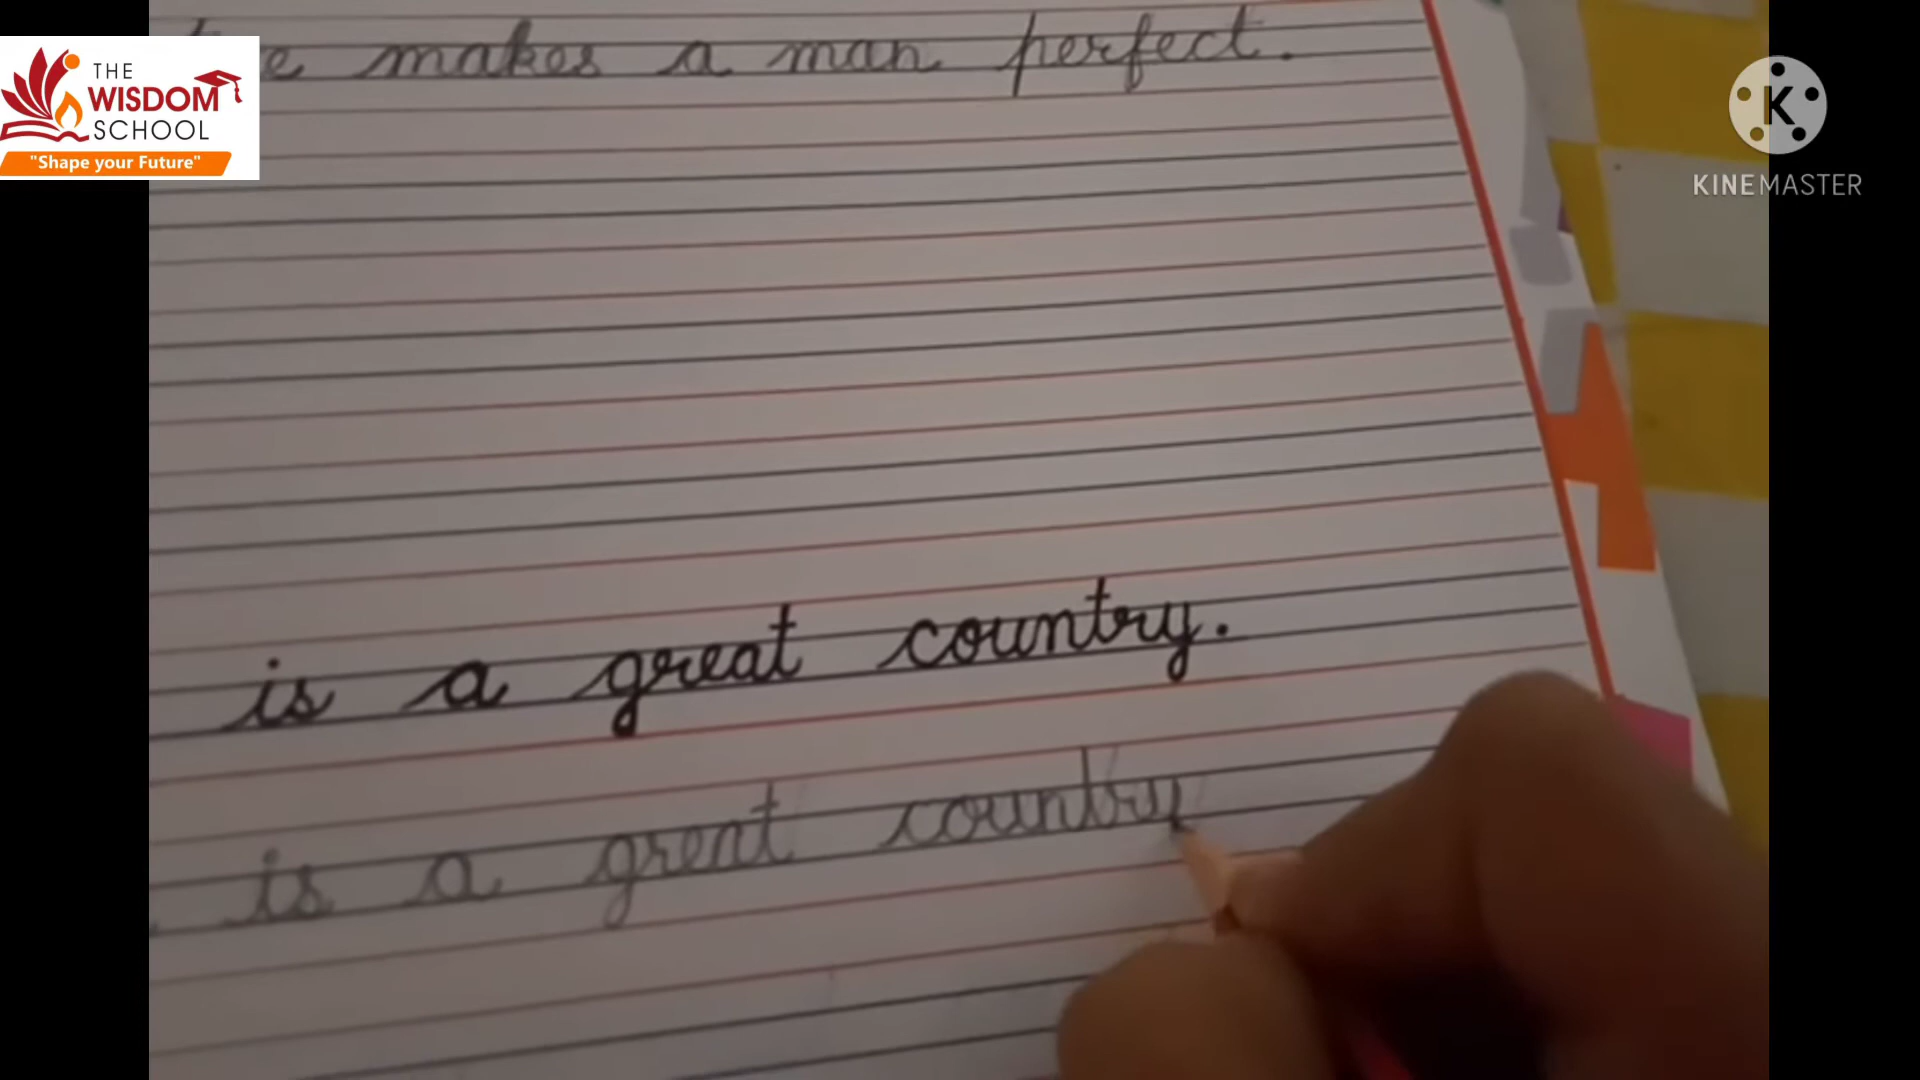 makes a man perfect.
THE
WISDOM
SCHOOL
"Shape your Future"
K
KINEMASTER
is a great country.
is a great country